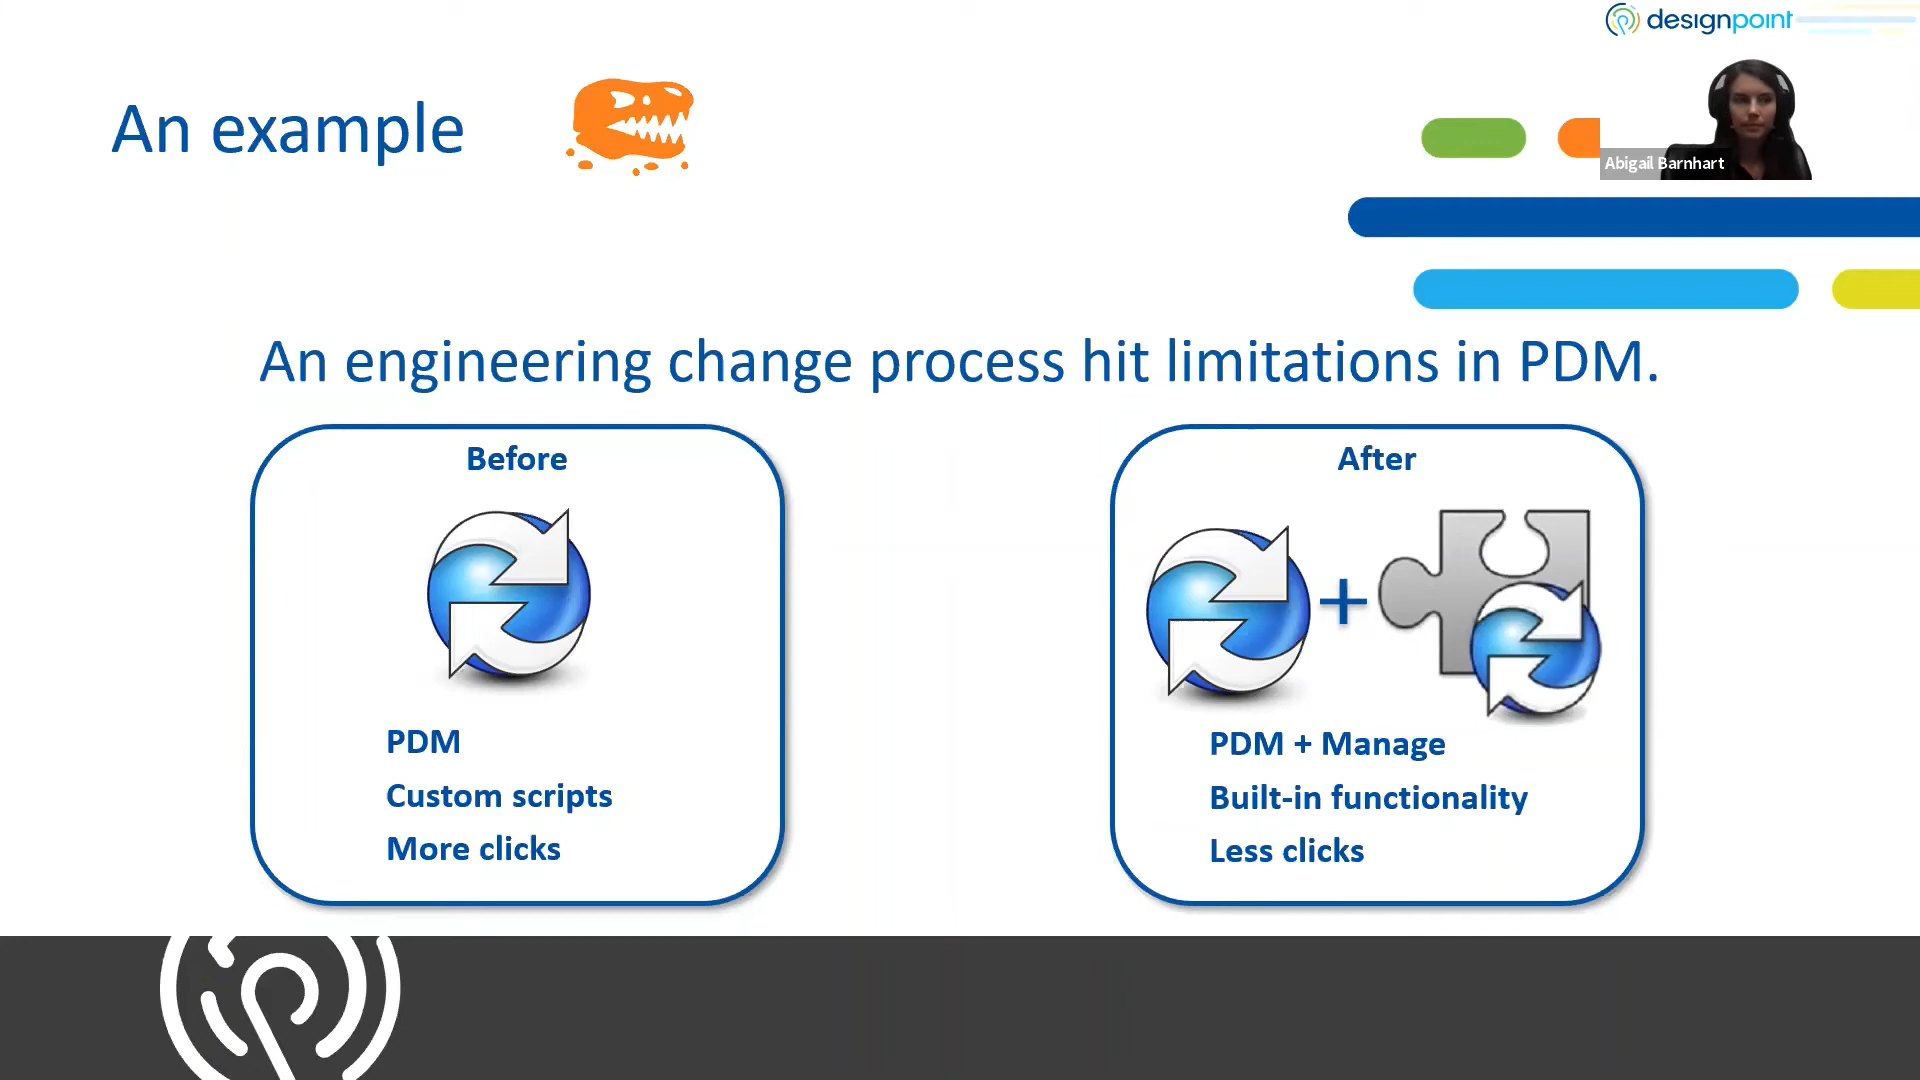 designpoint
An example
Abigail Barnhart
An engineering change process hit limitations in PDM.
Before
PDM
Custom scripts
More clicks
After
+
PDM + Manage
Built-in functionality
Less clicks